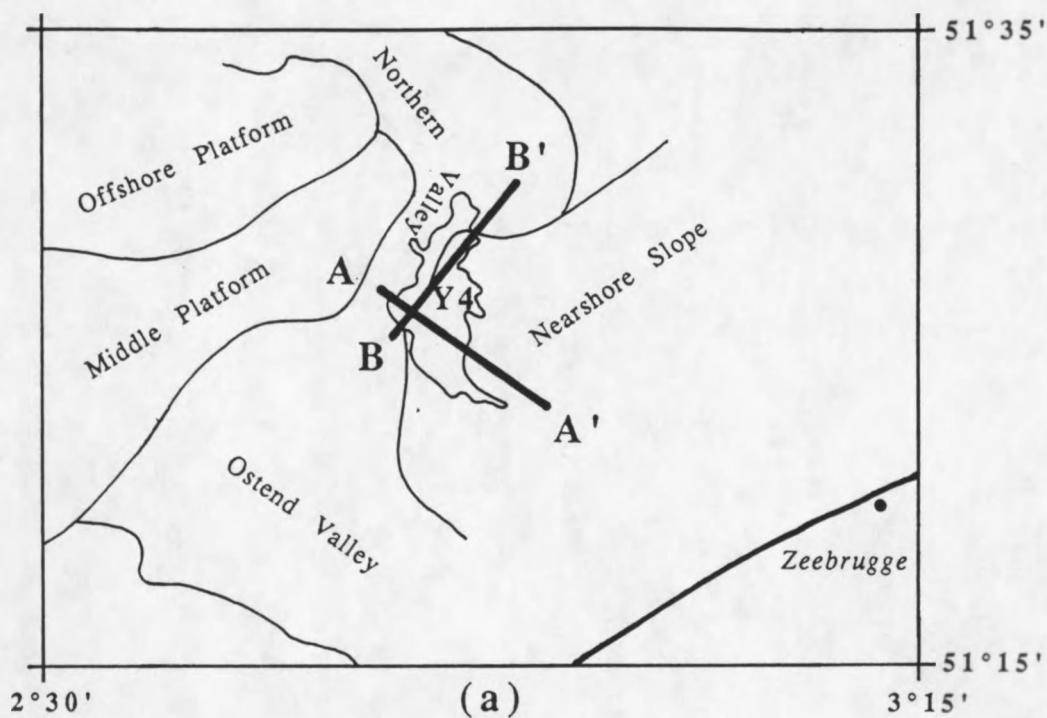 51°35'
Northern
Valley
Offshore Platform
B'
A
Y4
Nearshore Slope
Middle Platform
B
A'
Ostend Valley
Zeebrugge
51°15'
2°30'
(a)
3°15'